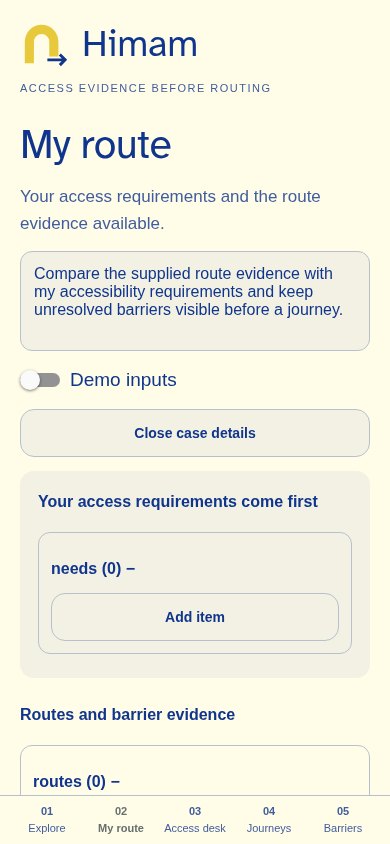 Himam
ACCESS EVIDENCE BEFORE ROUTING
My route
Your access requirements and the route
evidence available.
Compare the supplied route evidence with
my accessibility requirements and keep
unresolved barriers visible before a journey.
Demo inputs
Close case details
Your access requirements come first
needs (0) –
Add item
Routes and barrier evidence
routes (0) –
01 02 03 04 05
Explore My route Access desk Journeys Barriers